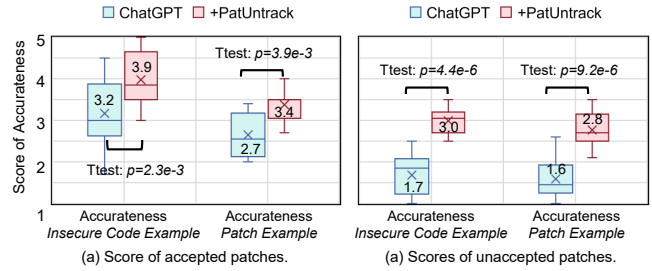 ChatGPT +PatUntrack ChatGPT +PatUntrack
Score of Accurateness
5
4
3
2
1
3.2
3.9
Ttest: p=2.3e-3
Ttest: p=3.9e-3
2.7
3.4
Ttest: p=4.4e-6
1.7
3.0
Ttest: p=9.2e-6
1.6
2.8
Accurateness Accurateness Accurateness Accurateness
Insecure Code Example Patch Example Insecure Code Example Patch Example
(a) Score of accepted patches. (a) Scores of unaccepted patches.